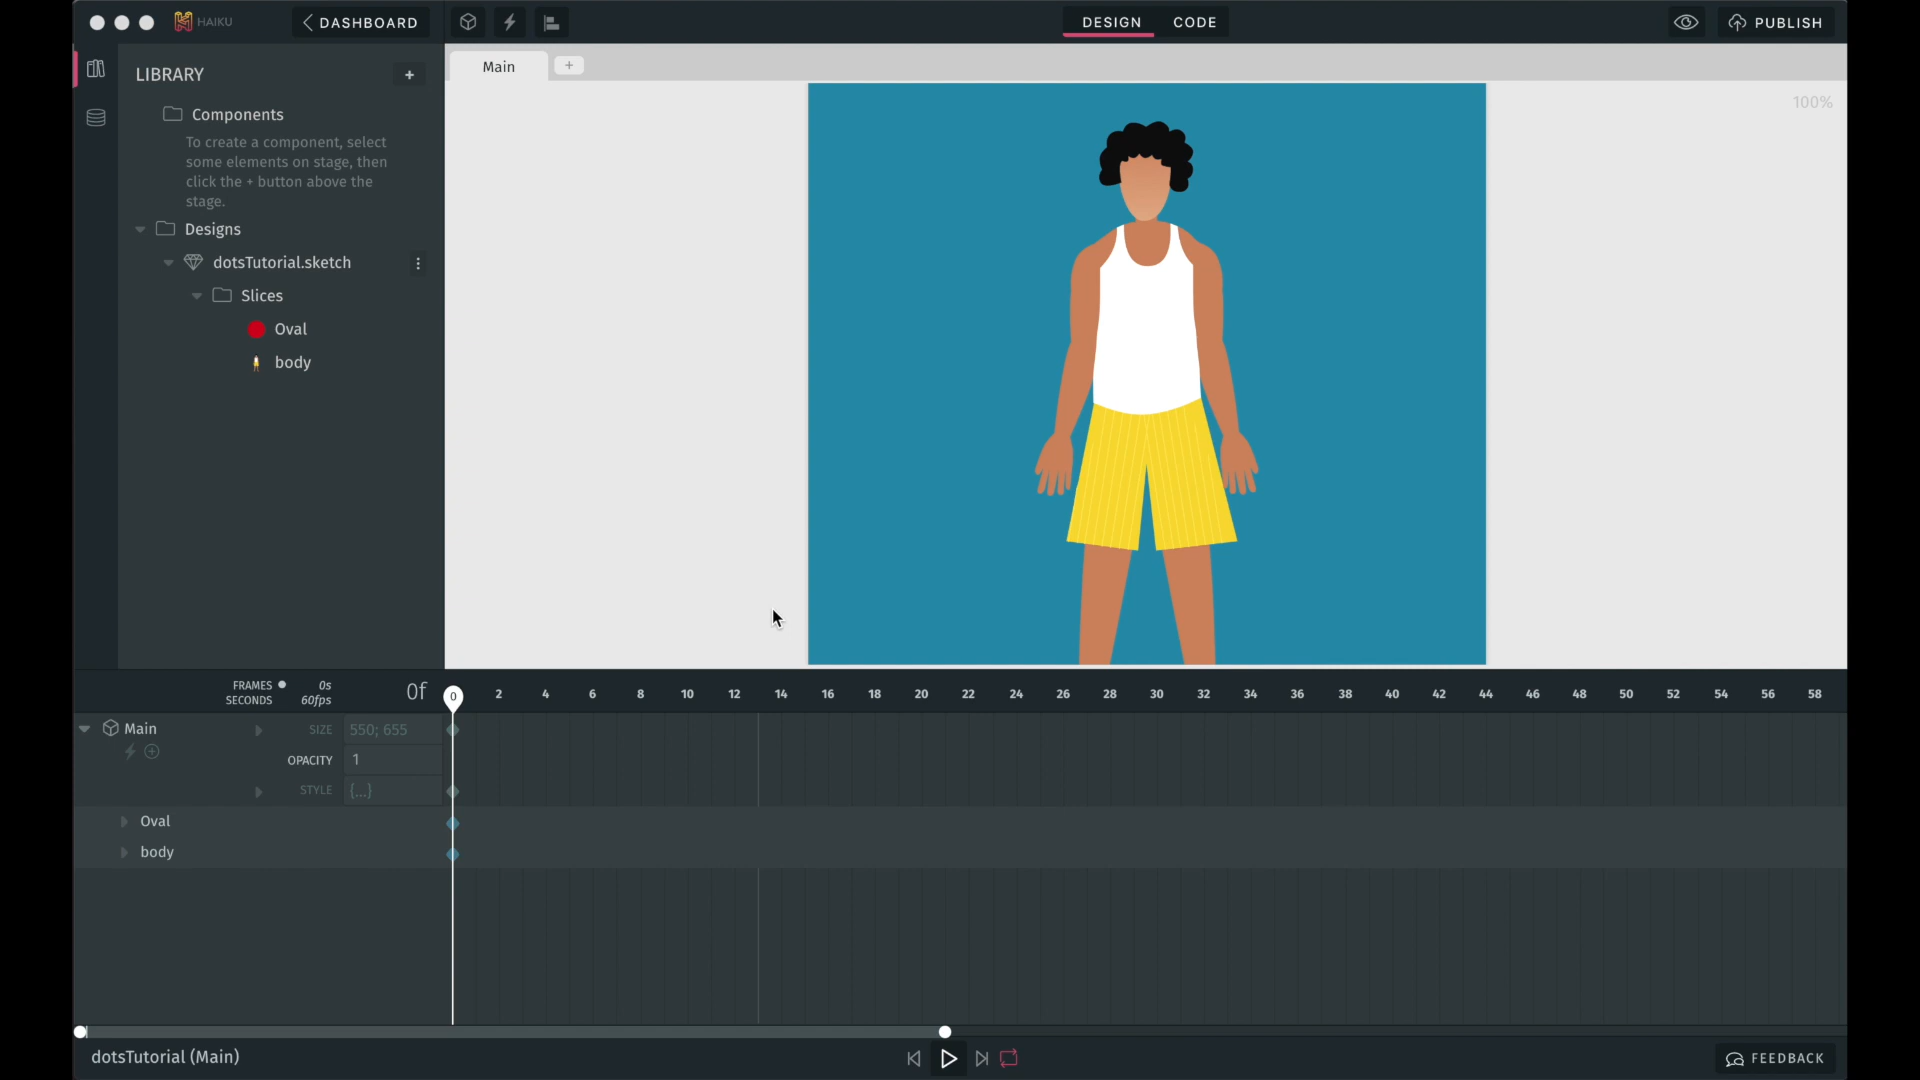 HAIKU
DASHBOARD
DESIGN
CODE
PUBLISH
LIBRARY
+
Main
+
100%
Components
To create a component, select
some elements on stage, then
click the + button above the
stage.
Designs
dotsTutorial.sketch
Slices
Oval
body
FRAMES 0s
SECONDS 60fps
0f
0 2 4 6 8 10 12 14 16 18 20 22 24 26 28 30 32 34 36 38 40 42 44 46 48 50 52 54 56 58
Main
SIZE 550; 655
OPACITY 1
STYLE {...}
Oval
body
dotsTutorial (Main)
FEEDBACK